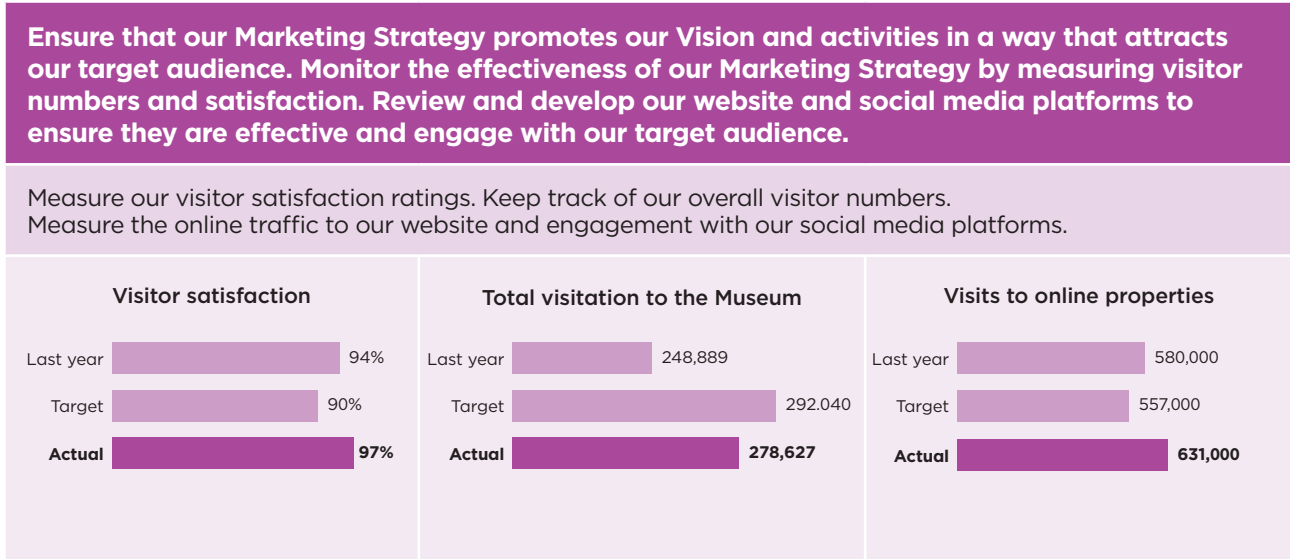 Ensure that our Marketing Strategy promotes our Vision and activities in a way that attracts
our target audience. Monitor the effectiveness of our Marketing Strategy by measuring visitor
numbers and satisfaction. Review and develop our website and social media platforms to
ensure they are effective and engage with our target audience.
Measure our visitor satisfaction ratings. Keep track of our overall visitor numbers.
Measure the online traffic to our website and engagement with our social media platforms.
Visitor satisfaction
Last year 94%
Target 90%
Actual 97%
Total visitation to the Museum
Last year 248,889
Target 292.040
Actual 278,627
Visits to online properties
Last year 580,000
Target 557,000
Actual 631,000